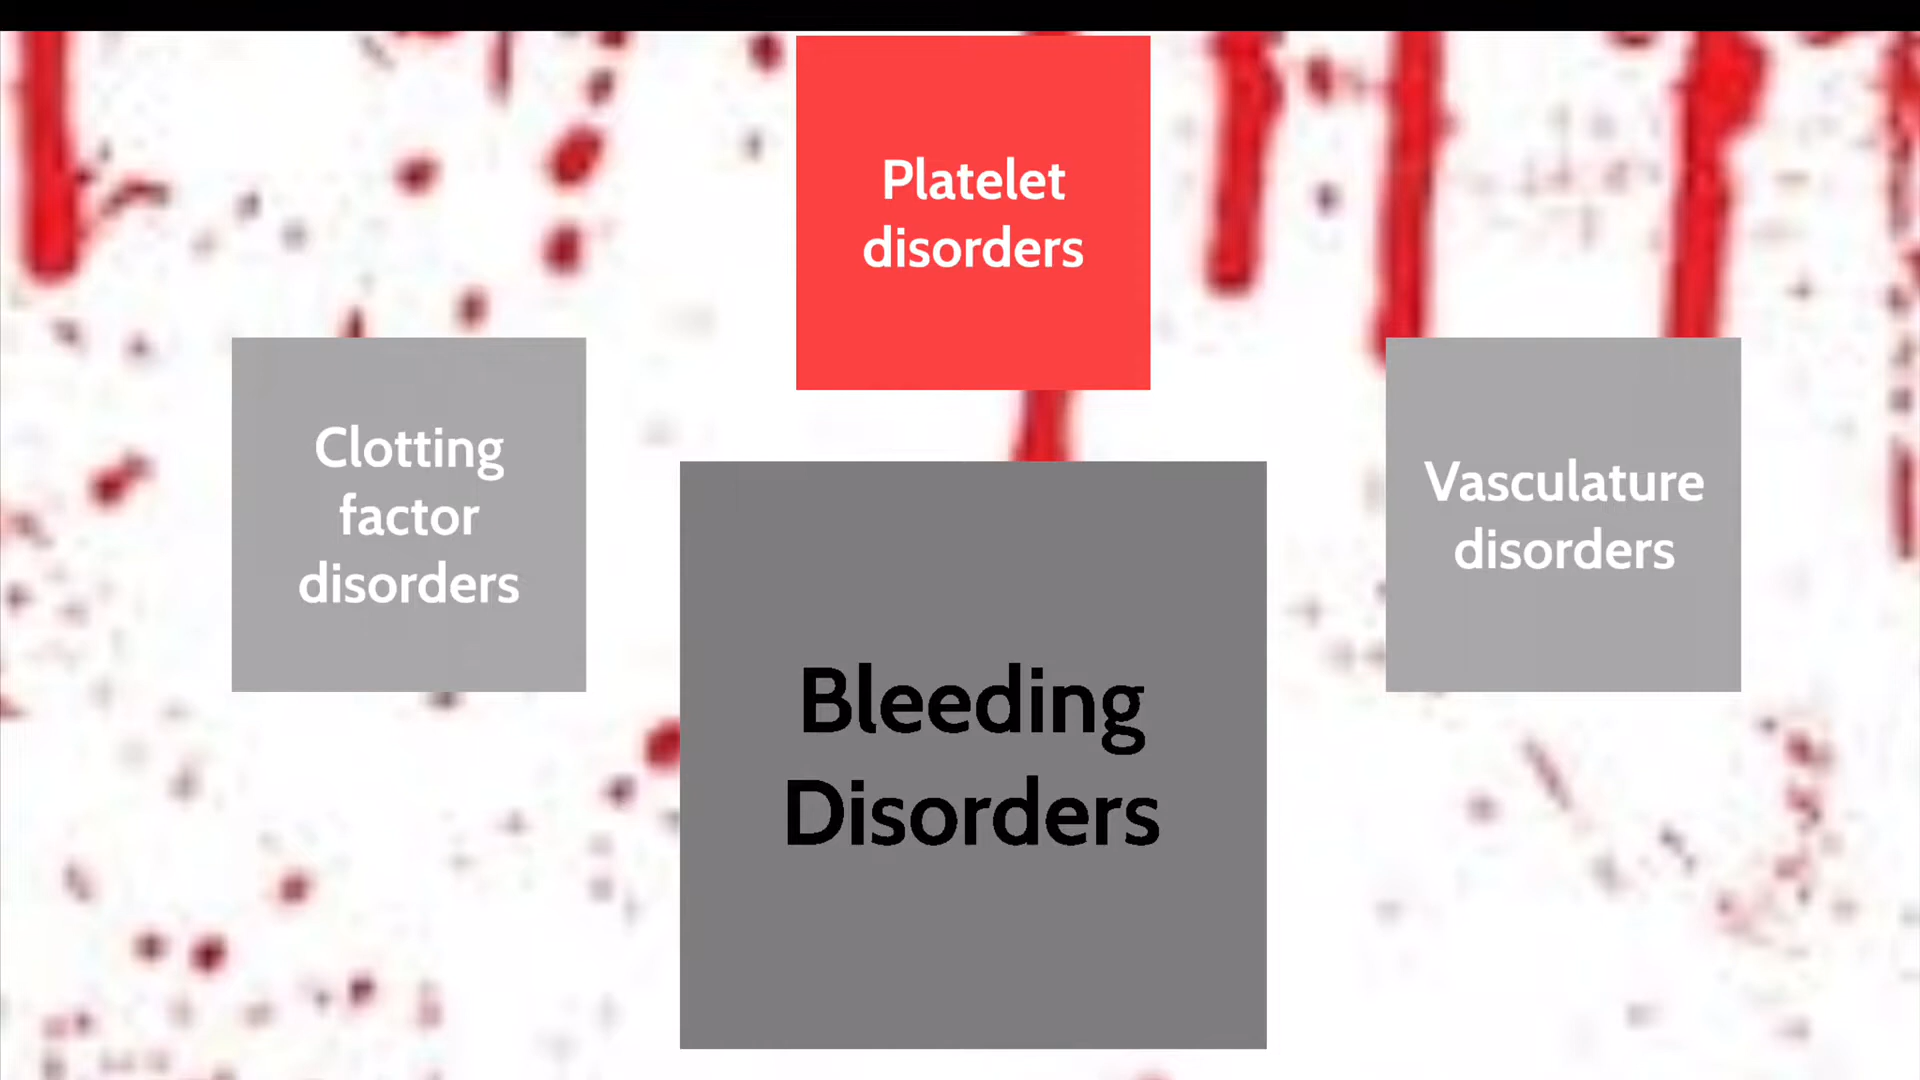 Platelet
disorders
Clotting
factor
disorders
Vasculature
disorders
Bleeding
Disorders